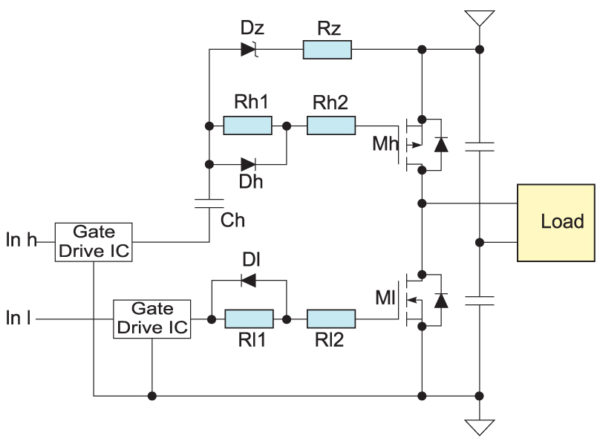 Dz
Rz
Rh1
Rh2
Mh
Dh
Ch
In h
Gate
Drive IC
Load
Dl
Ml
In l
Gate
Drive IC
Rl1
Rl2